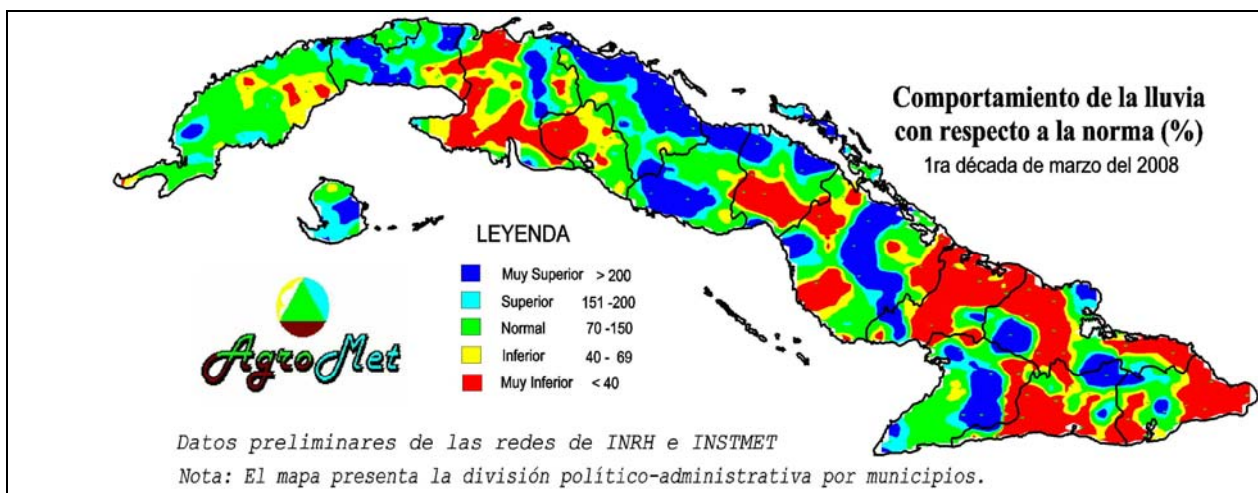 Comportamiento de la lluvia
con respecto a la norma (%)
1ra década de marzo del 2008
LEYENDA
Muy Superior > 200
Superior 151 -200
Normal 70 -150
Inferior 40 - 69
Muy Inferior < 40
AgroMet
Datos preliminares de las redes de INRH e INSTMET
Nota: El mapa presenta la división político-administrativa por municipios.